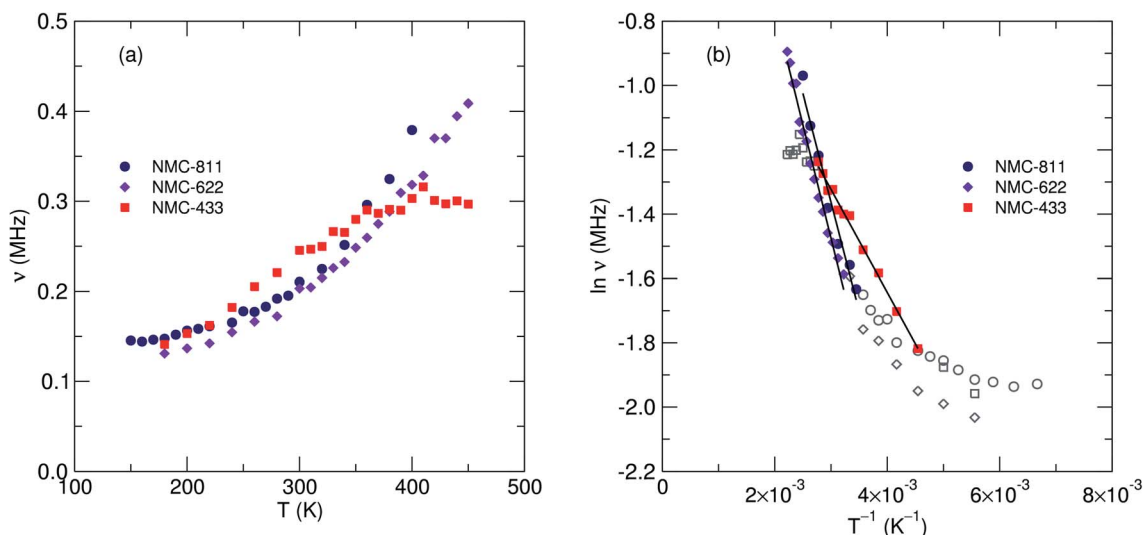 (a)
0.5
0.4
0.3
0.2
0.1
0.0
ν (MHz)
NMC-811
NMC-622
NMC-433
100
200
300
400
500
T (K)
(b)
-0.8
-1.0
-1.2
-1.4
-1.6
-1.8
-2.0
-2.2
ln ν (MHz)
NMC-811
NMC-622
NMC-433
0
2×10⁻³
4×10⁻³
6×10⁻³
8×10⁻³
T⁻¹ (K⁻¹)